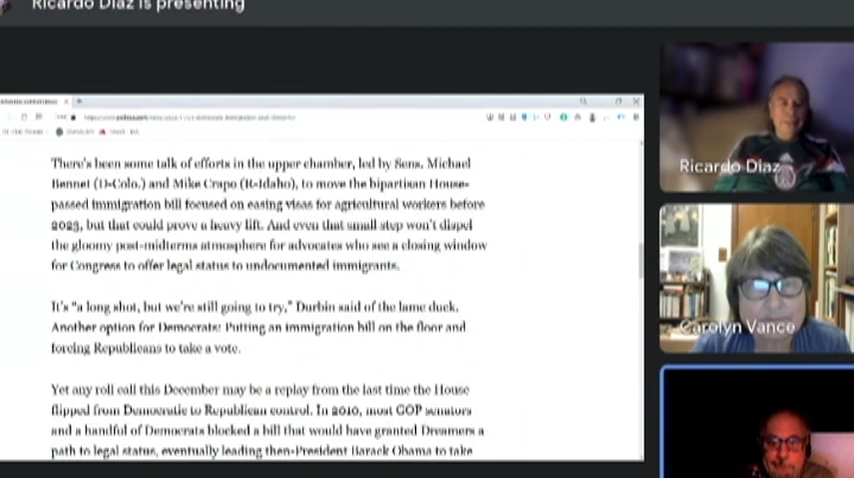 Ricardo Diaz is presenting
There's been some talk of efforts in the upper chamber, led by Sens. Michael
Bennet (D-Colo.) and Mike Crapo (R-Idaho), to move the bipartisan House-
passed immigration bill focused on easing visas for agricultural workers before
2023, but that could prove a heavy lift. And even that small step won't dispel
the gloomy post-midterms atmosphere for advocates who see a closing window
for Congress to offer legal status to undocumented immigrants.
It's "a long shot, but we're still going to try," Durbin said of the lame duck.
Another option for Democrats: Putting an immigration bill on the floor and
forcing Republicans to take a vote.
Yet any roll call this December may be a replay from the last time the House
flipped from Democratic to Republican control. In 2010, most GOP senators
and a handful of Democrats blocked a bill that would have granted Dreamers a
path to legal status, eventually leading then-President Barack Obama to take
Ricardo Diaz
Carolyn Vance